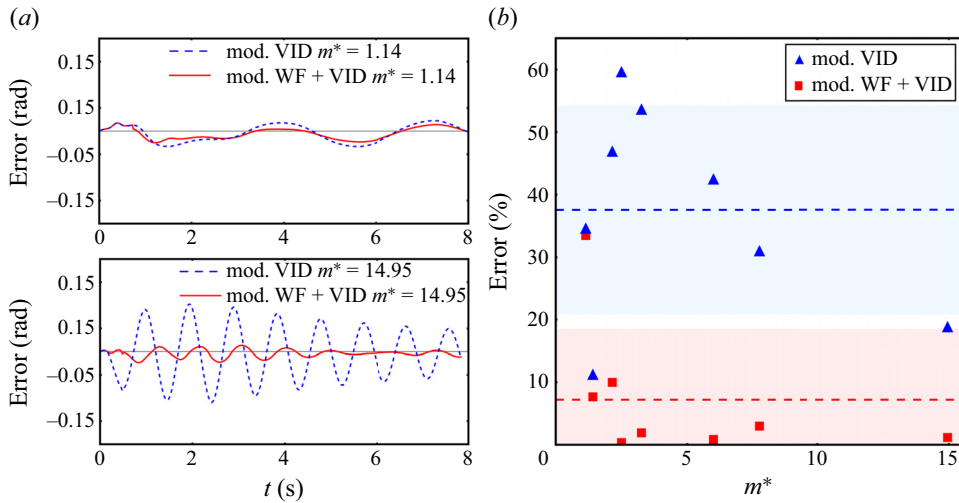 (a)
mod. VID m* = 1.14
mod. WF + VID m* = 1.14
Error (rad)
0.15
0.05
−0.05
−0.15
0 2 4 6 8
mod. VID m* = 14.95
mod. WF + VID m* = 14.95
Error (rad)
0.15
0.05
−0.05
−0.15
0 2 4 6 8
t (s)
(b)
mod. VID
mod. WF + VID
Error (%)
60
50
40
30
20
10
0 5 10 15
m*